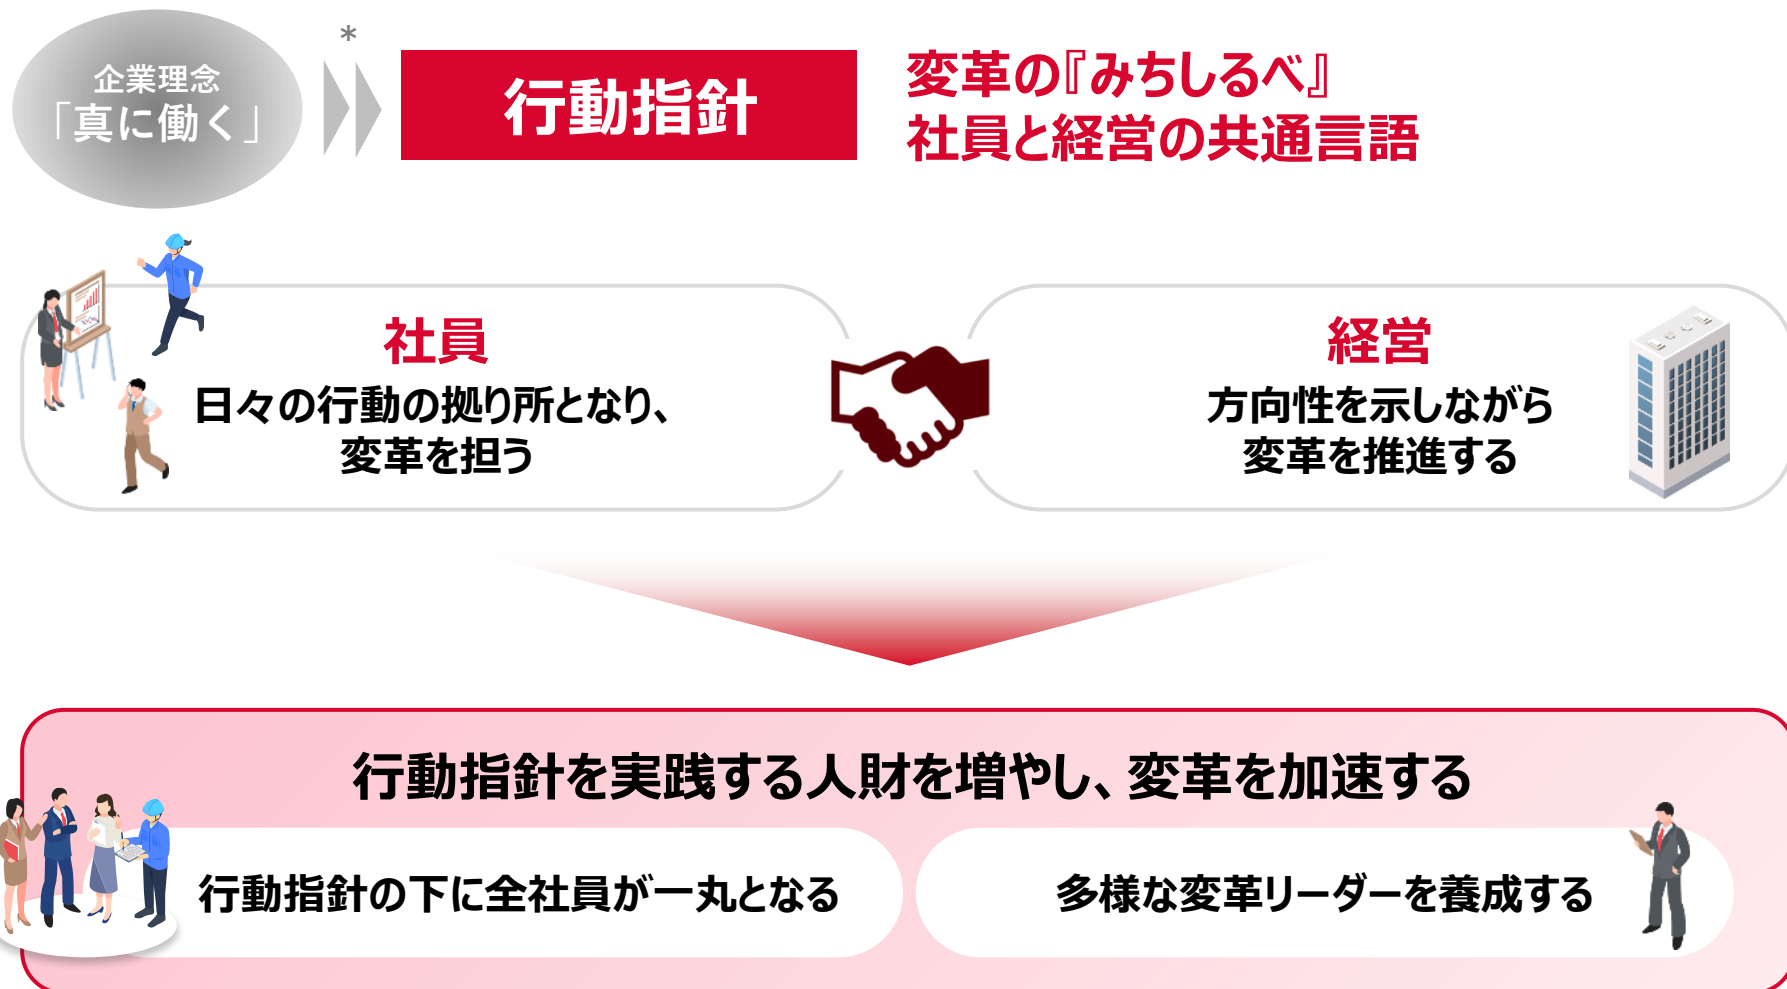 企業理念
「真に働く」
*
行動指針
変革の『みちしるべ』
社員と経営の共通言語
社員
日々の行動の拠り所となり、
変革を担う
経営
方向性を示しながら
変革を推進する
行動指針を実践する人財を増やし、変革を加速する
行動指針の下に全社員が一丸となる
多様な変革リーダーを養成する